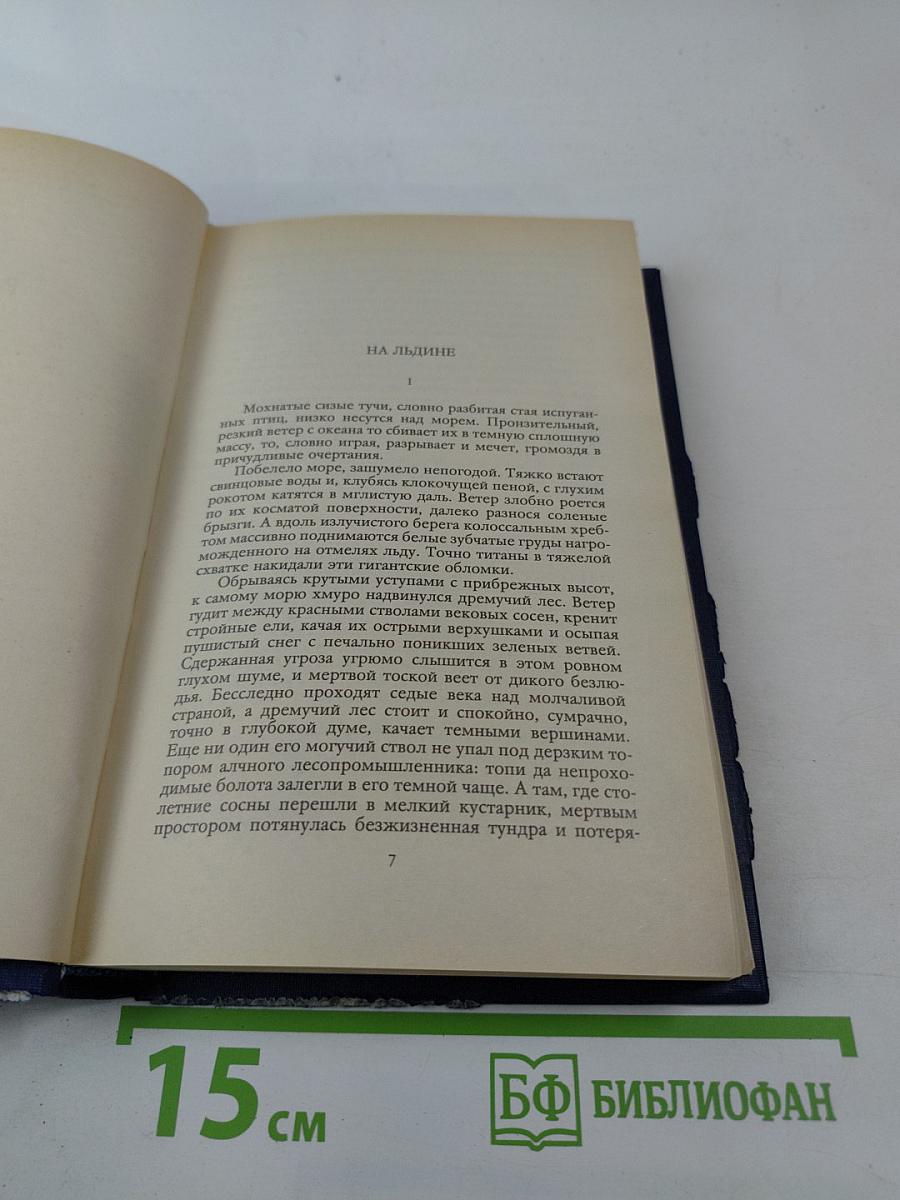 НА ЛЬДИНЕ
I
Мохнатые сизые тучи, словно разбитая стая испуган-
ных птиц, низко несутся над морем. Пронзительный,
резкий ветер с океана то сбивает их в темную сплошную
массу, то, словно играя, разрывает и мечет, громоздя в
причудливые очертания.
Побелело море, зашумело непогодой. Тяжко встают
свинцовые воды и, клубясь клокочущей пеной, с глухим
рокотом катятся в мглистую даль. Ветер злобно роется
по их косматой поверхности, далеко разнося соленые
брызги. А вдоль излучистого берега колоссальным хреб-
том массивно поднимаются белые зубчатые груды нагро-
можденного на отмелях льду. Точно титаны в тяжелой
схватке накидали эти гигантские обломки.
Обрываясь крутыми уступами с прибрежных высот,
к самому морю хмуро надвинулся дремучий лес. Ветер
гудит между красными стволами вековых сосен, кренит
стройные ели, качая их острыми верхушками и осыпая
пушистый снег с печально поникших зеленых ветвей.
Сдержанная угроза угрюмо слышится в этом ровном
глухом шуме, и мертвой тоской веет от дикого безлю-
дья. Бесследно проходят седые века над молчаливой
страной, а дремучий лес стоит и спокойно, сумрачно,
точно в глубокой думе, качает темными вершинами.
Еще ни один его могучий ствол не упал под дерзким то-
пором алчного лесопромышленника: топи да непрохо-
димые болота залегли в его темной чаще. А там, где сто-
летние сосны перешли в мелкий кустарник, мертвым
простором потянулась безжизненная тундра и потеря-
7
15 см
БФ БИБЛИОФАН